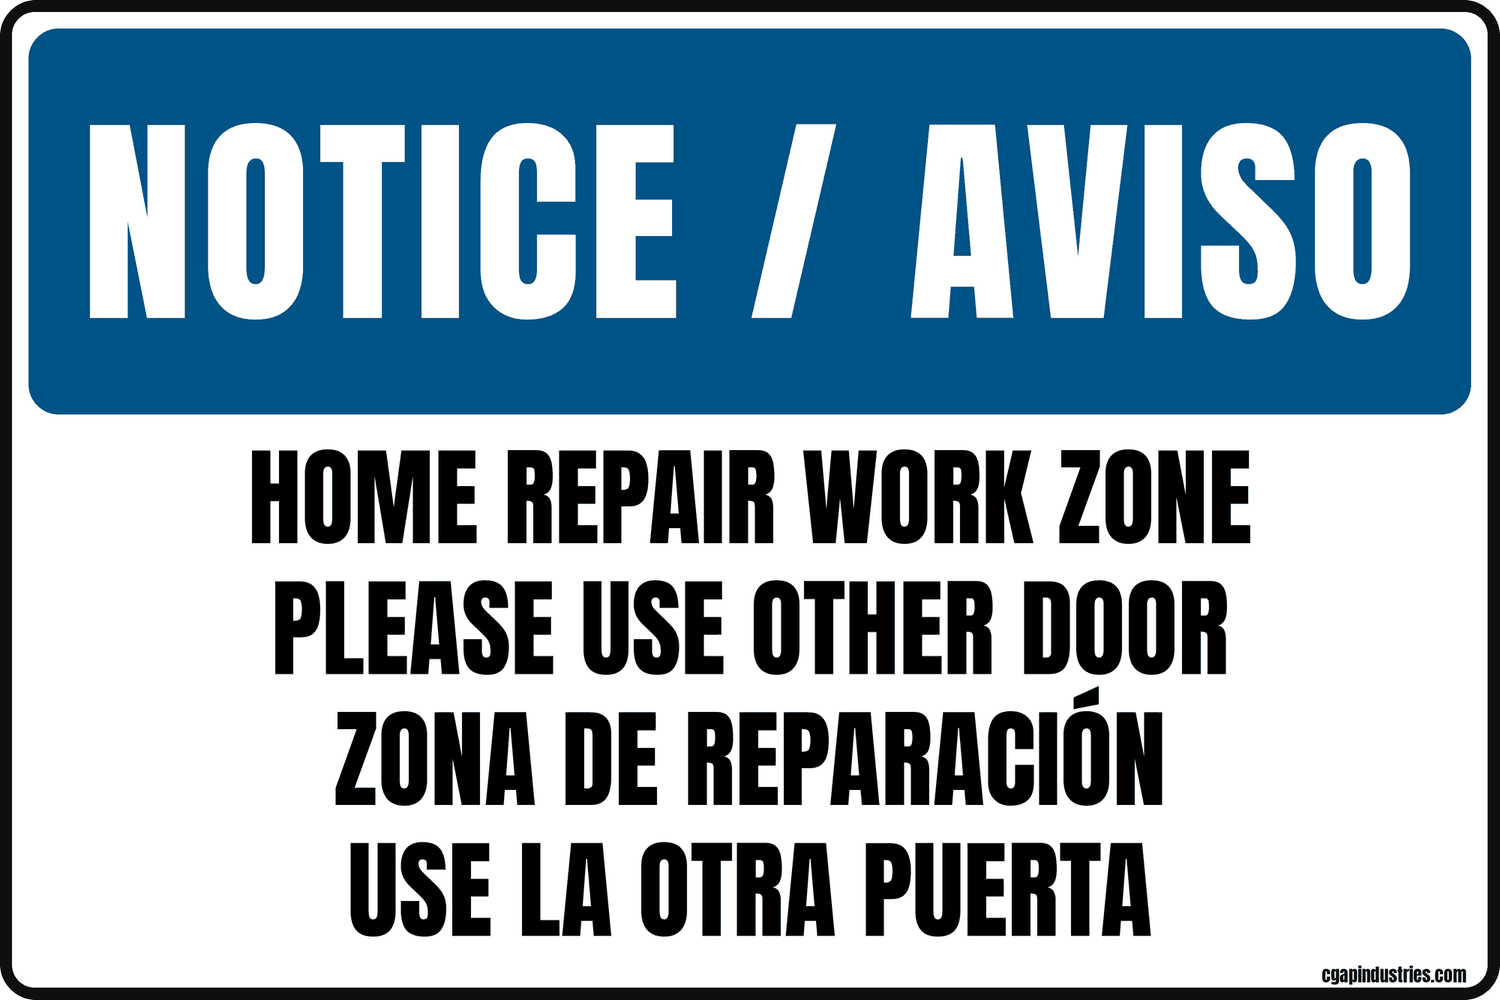 NOTICE / AVISO
HOME REPAIR WORK ZONE
PLEASE USE OTHER DOOR
ZONA DE REPARACIÓN
USE LA OTRA PUERTA
cgapindustries.com